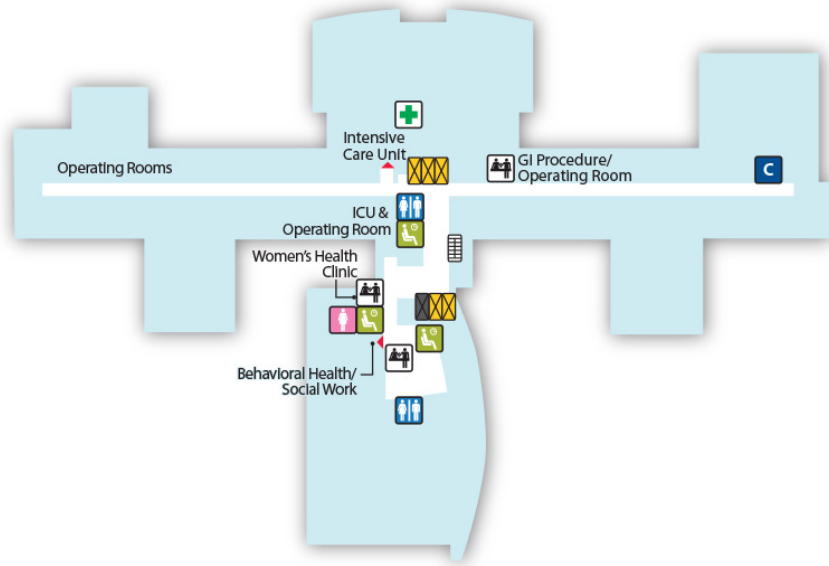 Intensive
Care Unit
Operating Rooms
GI Procedure/
Operating Room
C
ICU &
Operating Room
Women's Health
Clinic
Behavioral Health/
Social Work